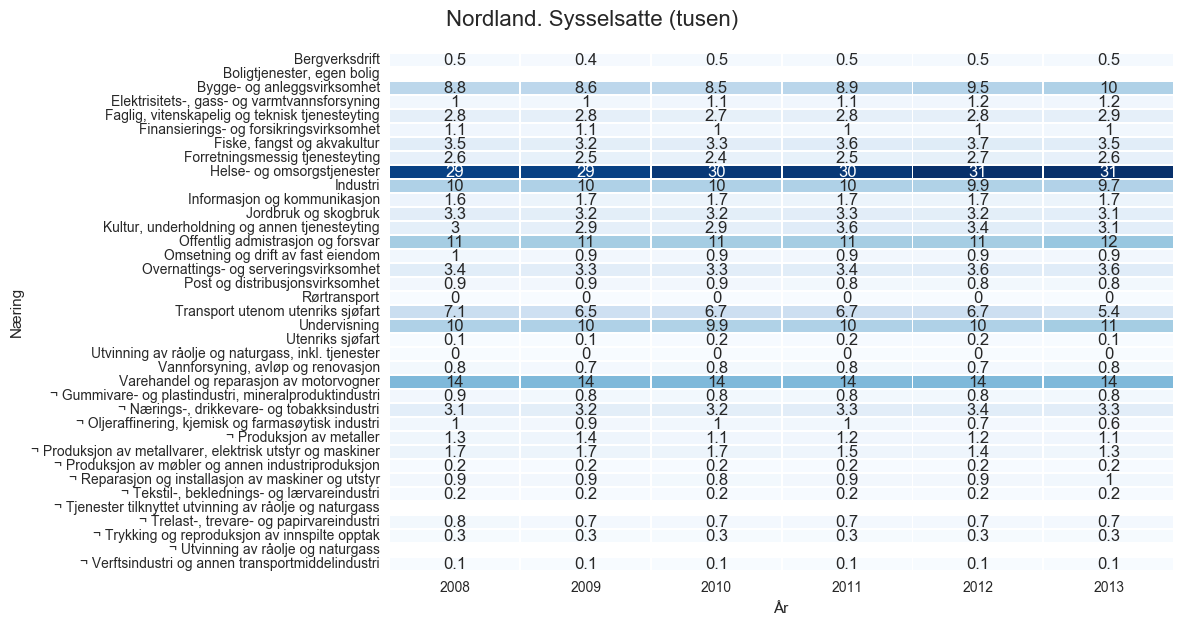 Nordland. Sysselsatte (tusen)
Næring
Bergverksdrift 0.5 0.4 0.5 0.5 0.5 0.5
Boligtjenester, egen bolig
Bygge- og anleggsvirksomhet 8.8 8.6 8.5 8.9 9.5 10
Elektrisitets-, gass- og varmtvannsforsyning 1 1 1.1 1.1 1.2 1.2
Faglig, vitenskapelig og teknisk tjenesteyting 2.8 2.8 2.7 2.8 2.8 2.9
Finansierings- og forsikringsvirksomhet 1.1 1.1 1 1 1 1
Fiske, fangst og akvakultur 3.5 3.2 3.3 3.6 3.7 3.5
Forretningsmessig tjenesteyting 2.6 2.5 2.4 2.5 2.7 2.6
Helse- og omsorgstjenester 29 29 30 30 31 31
Industri 10 10 10 10 9.9 9.7
Informasjon og kommunikasjon 1.6 1.7 1.7 1.7 1.7 1.7
Jordbruk og skogbruk 3.3 3.2 3.2 3.3 3.2 3.1
Kultur, underholdning og annen tjenesteyting 3 2.9 2.9 3.6 3.4 3.1
Offentlig admistrasjon og forsvar 11 11 11 11 11 12
Omsetning og drift av fast eiendom 1 0.9 0.9 0.9 0.9 0.9
Overnattings- og serveringsvirksomhet 3.4 3.3 3.3 3.4 3.6 3.6
Post og distribusjonsvirksomhet 0.9 0.9 0.9 0.8 0.8 0.8
Rørtransport 0 0 0 0 0 0
Transport utenom utenriks sjøfart 7.1 6.5 6.7 6.7 6.7 5.4
Undervisning 10 10 9.9 10 10 11
Utenriks sjøfart 0.1 0.1 0.2 0.2 0.2 0.1
Utvinning av råolje og naturgass, inkl. tjenester 0 0 0 0 0 0
Vannforsyning, avløp og renovasjon 0.8 0.7 0.8 0.8 0.7 0.8
Varehandel og reparasjon av motorvogner 14 14 14 14 14 14
¬ Gummivare- og plastindustri, mineralproduktindustri 0.9 0.8 0.8 0.8 0.8 0.8
¬ Nærings-, drikkevare- og tobakksindustri 3.1 3.2 3.2 3.3 3.4 3.3
¬ Oljeraffinering, kjemisk og farmasøytisk industri 1 0.9 1 1 0.7 0.6
¬ Produksjon av metaller 1.3 1.4 1.1 1.2 1.2 1.1
¬ Produksjon av metallvarer, elektrisk utstyr og maskiner 1.7 1.7 1.7 1.5 1.4 1.3
¬ Produksjon av møbler og annen industriproduksjon 0.2 0.2 0.2 0.2 0.2 0.2
¬ Reparasjon og installasjon av maskiner og utstyr 0.9 0.9 0.8 0.9 0.9 1
¬ Tekstil-, beklednings- og lærvareindustri 0.2 0.2 0.2 0.2 0.2 0.2
¬ Tjenester tilknyttet utvinning av råolje og naturgass
¬ Trelast-, trevare- og papirvareindustri 0.8 0.7 0.7 0.7 0.7 0.7
¬ Trykking og reproduksjon av innspilte opptak 0.3 0.3 0.3 0.3 0.3 0.3
¬ Utvinning av råolje og naturgass
¬ Verftsindustri og annen transportmiddelindustri 0.1 0.1 0.1 0.1 0.1 0.1
2008 2009 2010 2011 2012 2013
År